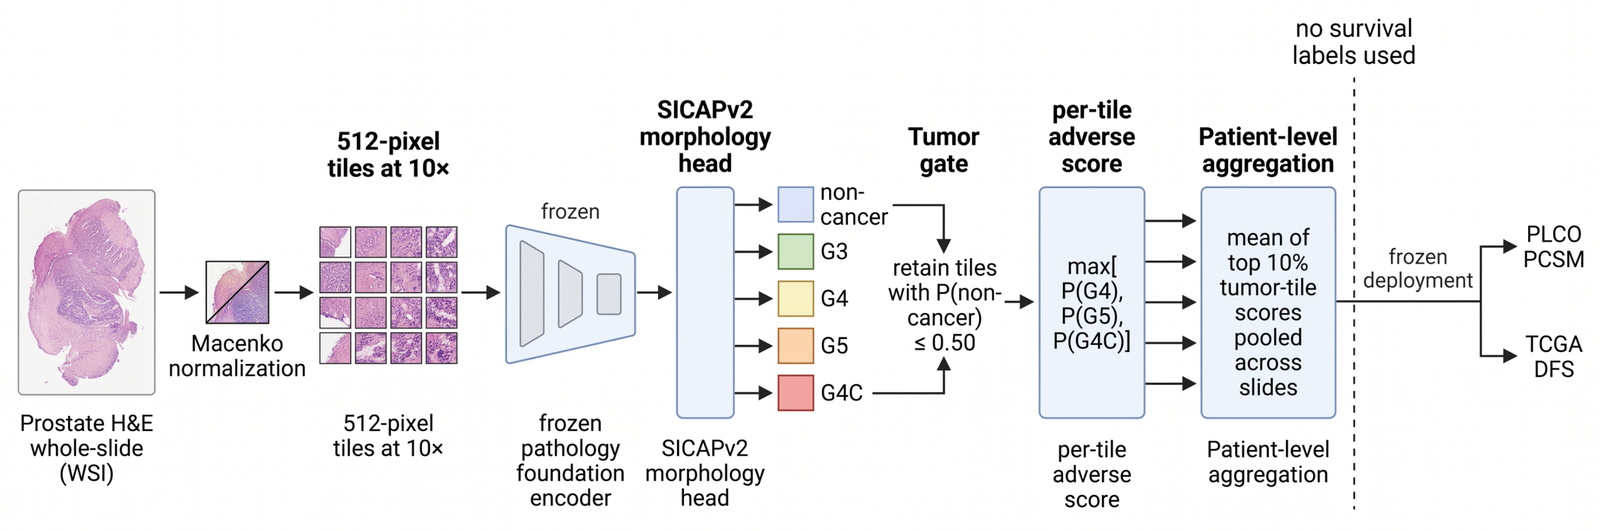 no survival
labels used
512-pixel
tiles at 10×
SICAPv2
morphology
head
Tumor
gate
per-tile
adverse
score
Patient-level
aggregation
frozen
non-
cancer
G3
G4
G5
G4C
retain tiles
with P(non-
cancer)
≤ 0.50
max[
P(G4),
P(G5),
P(G4C)]
mean of
top 10%
tumor-tile
scores
pooled
across
slides
frozen
deployment
PLCO
PCSM
TCGA
DFS
Macenko
normalization
Prostate H&E
whole-slide
(WSI)
512-pixel
tiles at 10×
frozen
pathology
foundation
encoder
SICAPv2
morphology
head
per-tile
adverse
score
Patient-level
aggregation